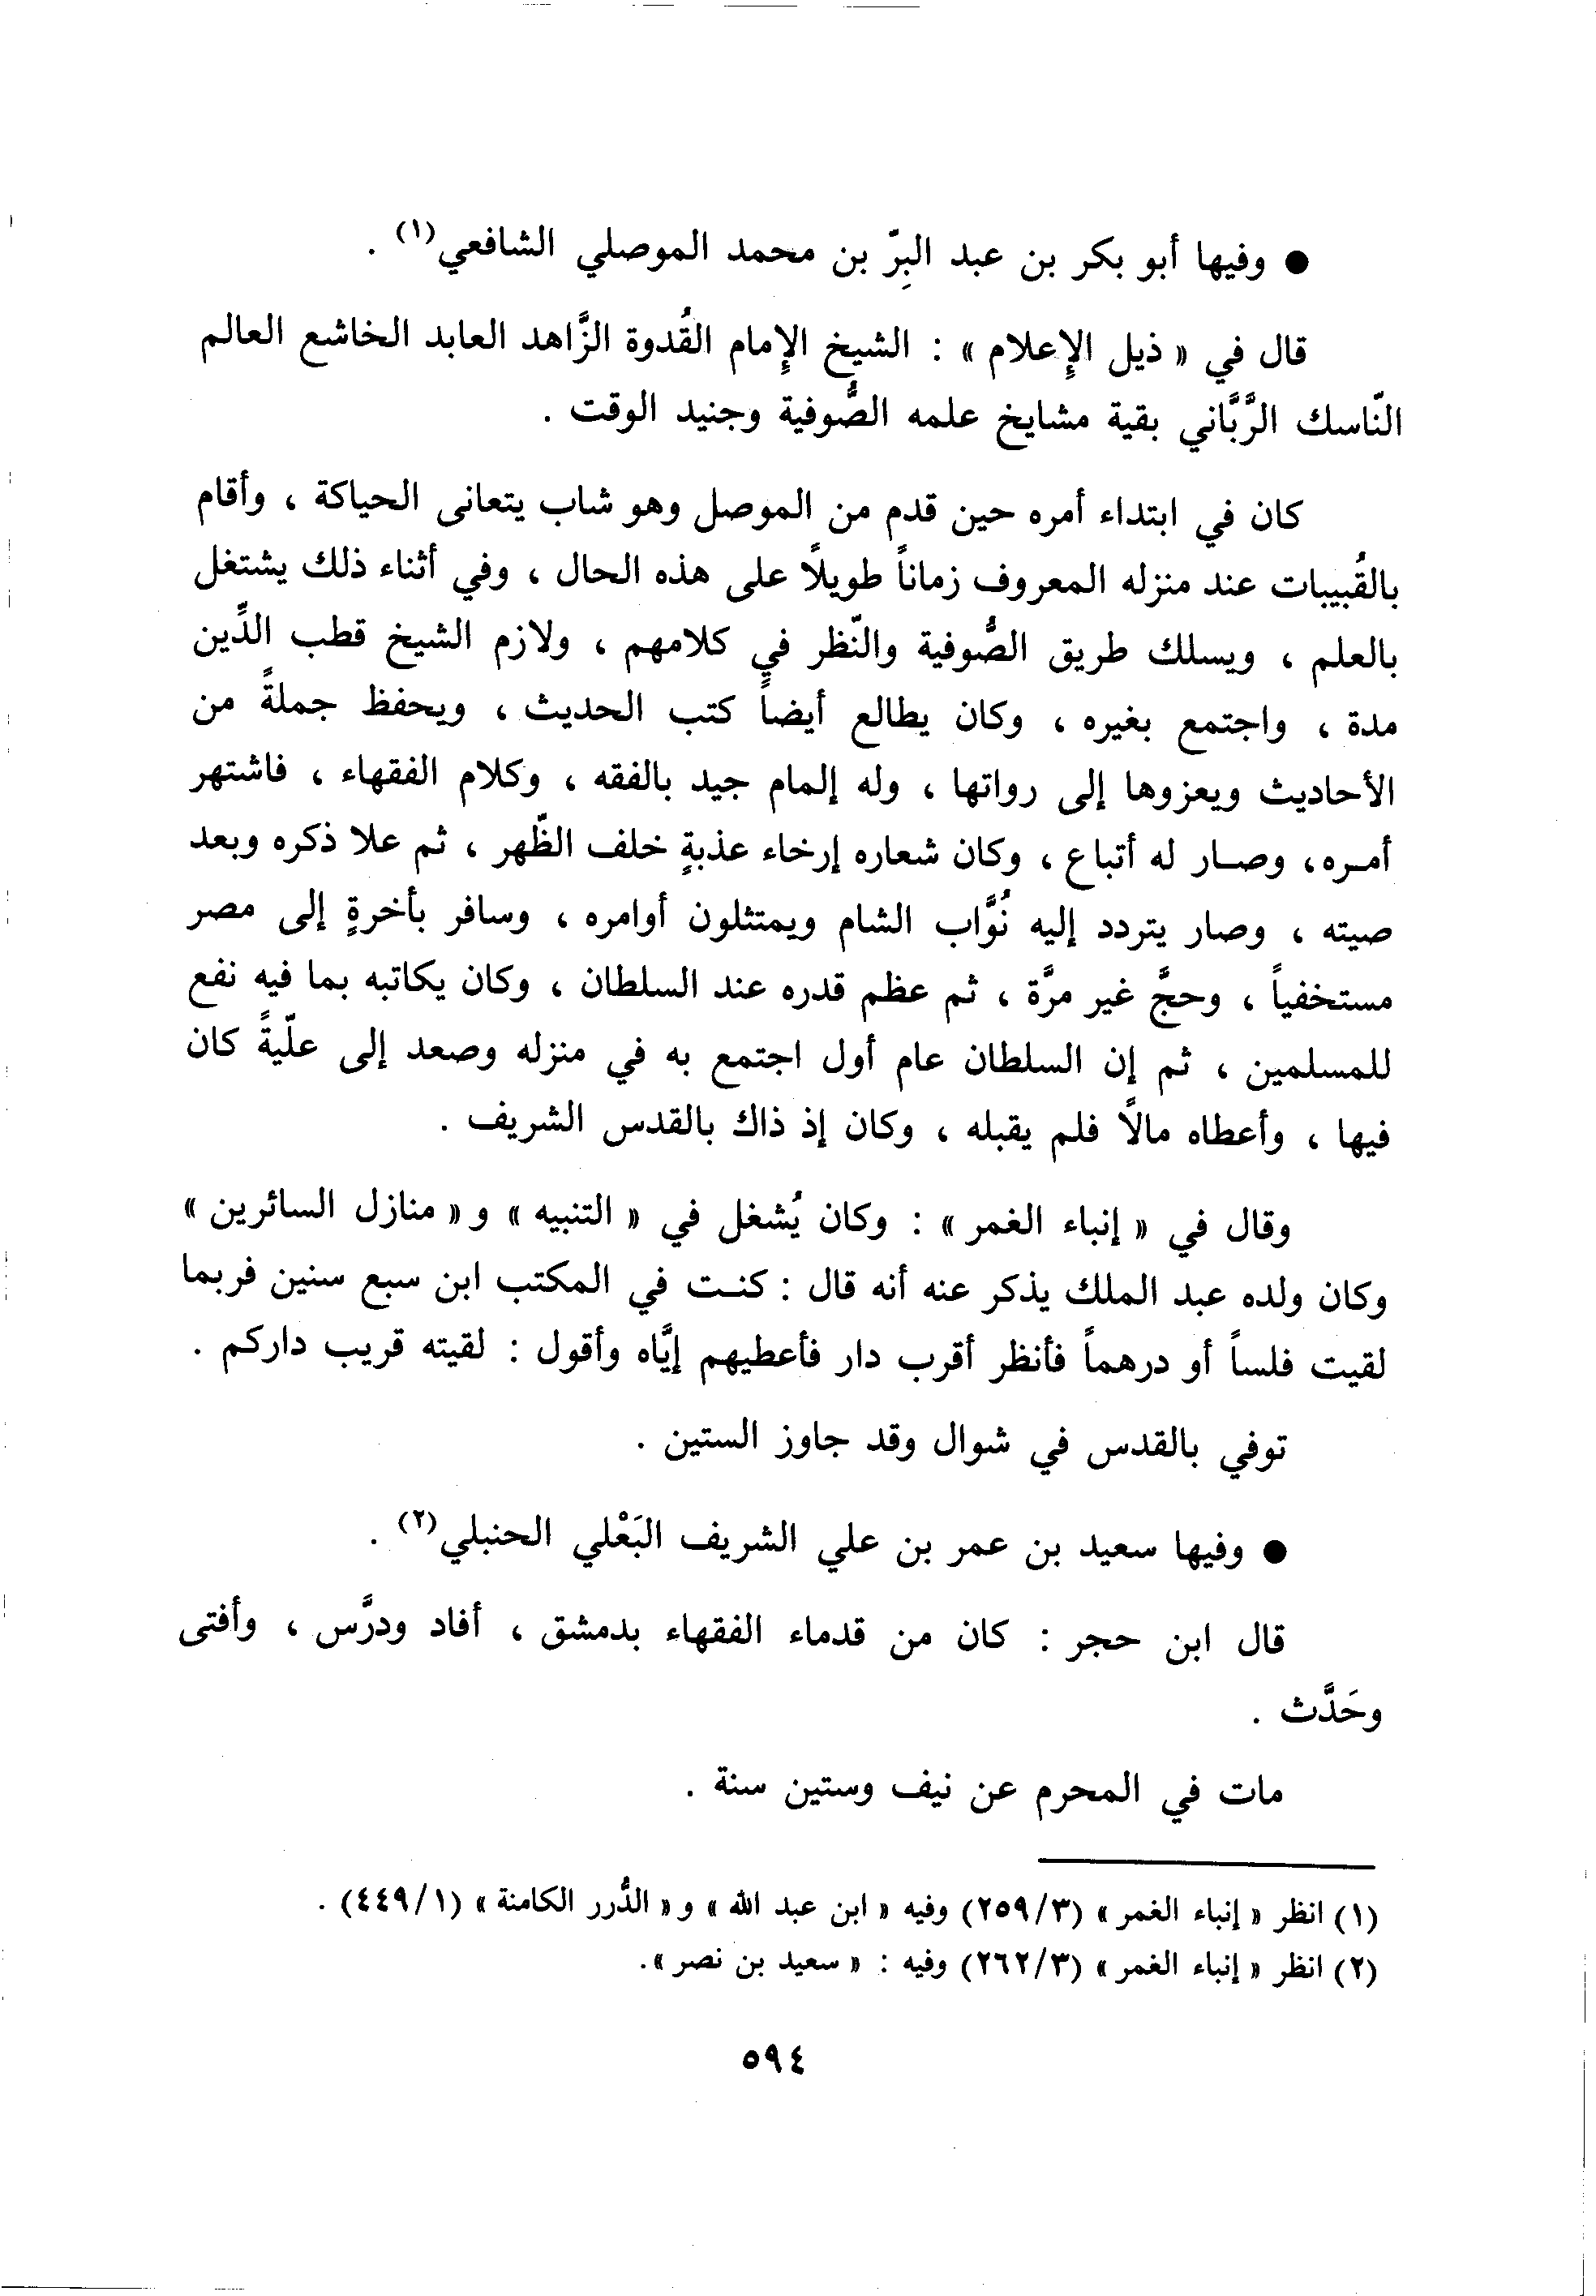 ● وفيها أبو بكر بن عبد البِرّ بن محمد الموصلي الشافعي(١) .
قال في « ذيل الإِعلام » : الشيخ الإِمام القُدوة الزَّاهد العابد الخاشع العالم
النّاسك الرَّبَّاني بقية مشايخ علمه الصُّوفية وجنيد الوقت .
كان في ابتداء أمره حين قدم من الموصل وهو شاب يتعانى الحياكة ، وأقام
بالقُبيبات عند منزله المعروف زماناً طويلاً على هذه الحال ، وفي أثناء ذلك يشتغل
بالعلم ، ويسلك طريق الصُّوفية والنّظر في كلامهم ، ولازم الشيخ قطب الدِّين
مدة ، واجتمع بغيره ، وكان يطالع أيضاً كتب الحديث ، ويحفظ جملةً من
الأحاديث ويعزوها إلى رواتها ، وله إلمام جيد بالفقه ، وكلام الفقهاء ، فاشتهر
أمـره، وصـار له أتباع ، وكان شعاره إرخاء عذبةٍ خلف الظّهر ، ثم علا ذكره وبعد
صيته ، وصار يتردد إليه نُوَّاب الشام ويمتثلون أوامره ، وسافر بأخرةٍ إلى مصر
مستخفياً ، وحجَّ غير مرَّة ، ثم عظم قدره عند السلطان ، وكان يكاتبه بما فيه نفع
للمسلمين ، ثم إن السلطان عام أول اجتمع به في منزله وصعد إلى علّيةً كان
فيها ، وأعطاه مالاً فلم يقبله ، وكان إذ ذاك بالقدس الشريف .
وقال في « إنباء الغمر » : وكان يُشغل في « التنبيه » و « منازل السائرين »
وكان ولده عبد الملك يذكر عنه أنه قال : كنـت في المكتب ابن سبع سنين فربما
لقيت فلساً أو درهماً فأنظر أقرب دار فأعطيهم إيَّاه وأقول : لقيته قريب داركم .
توفي بالقدس في شوال وقد جاوز الستين .
● وفيها سعيد بن عمر بن علي الشريف البَعْلي الحنبلي(٢) .
قال ابن حجر : كان من قدماء الفقهاء بدمشق ، أفاد ودرَّس ، وأفتى
وحَدَّث .
مات في المحرم عن نيف وستين سنة .
(١) انظر « إنباء الغمر » (٢٥٩/٣) وفيه « ابن عبد الله » و « الدُّرر الكامنة » (٤٤٩/١) .
(٢) انظر « إنباء الغمر » (٢٦٢/٣) وفيه : « سعيد بن نصر ».
٥٩٤